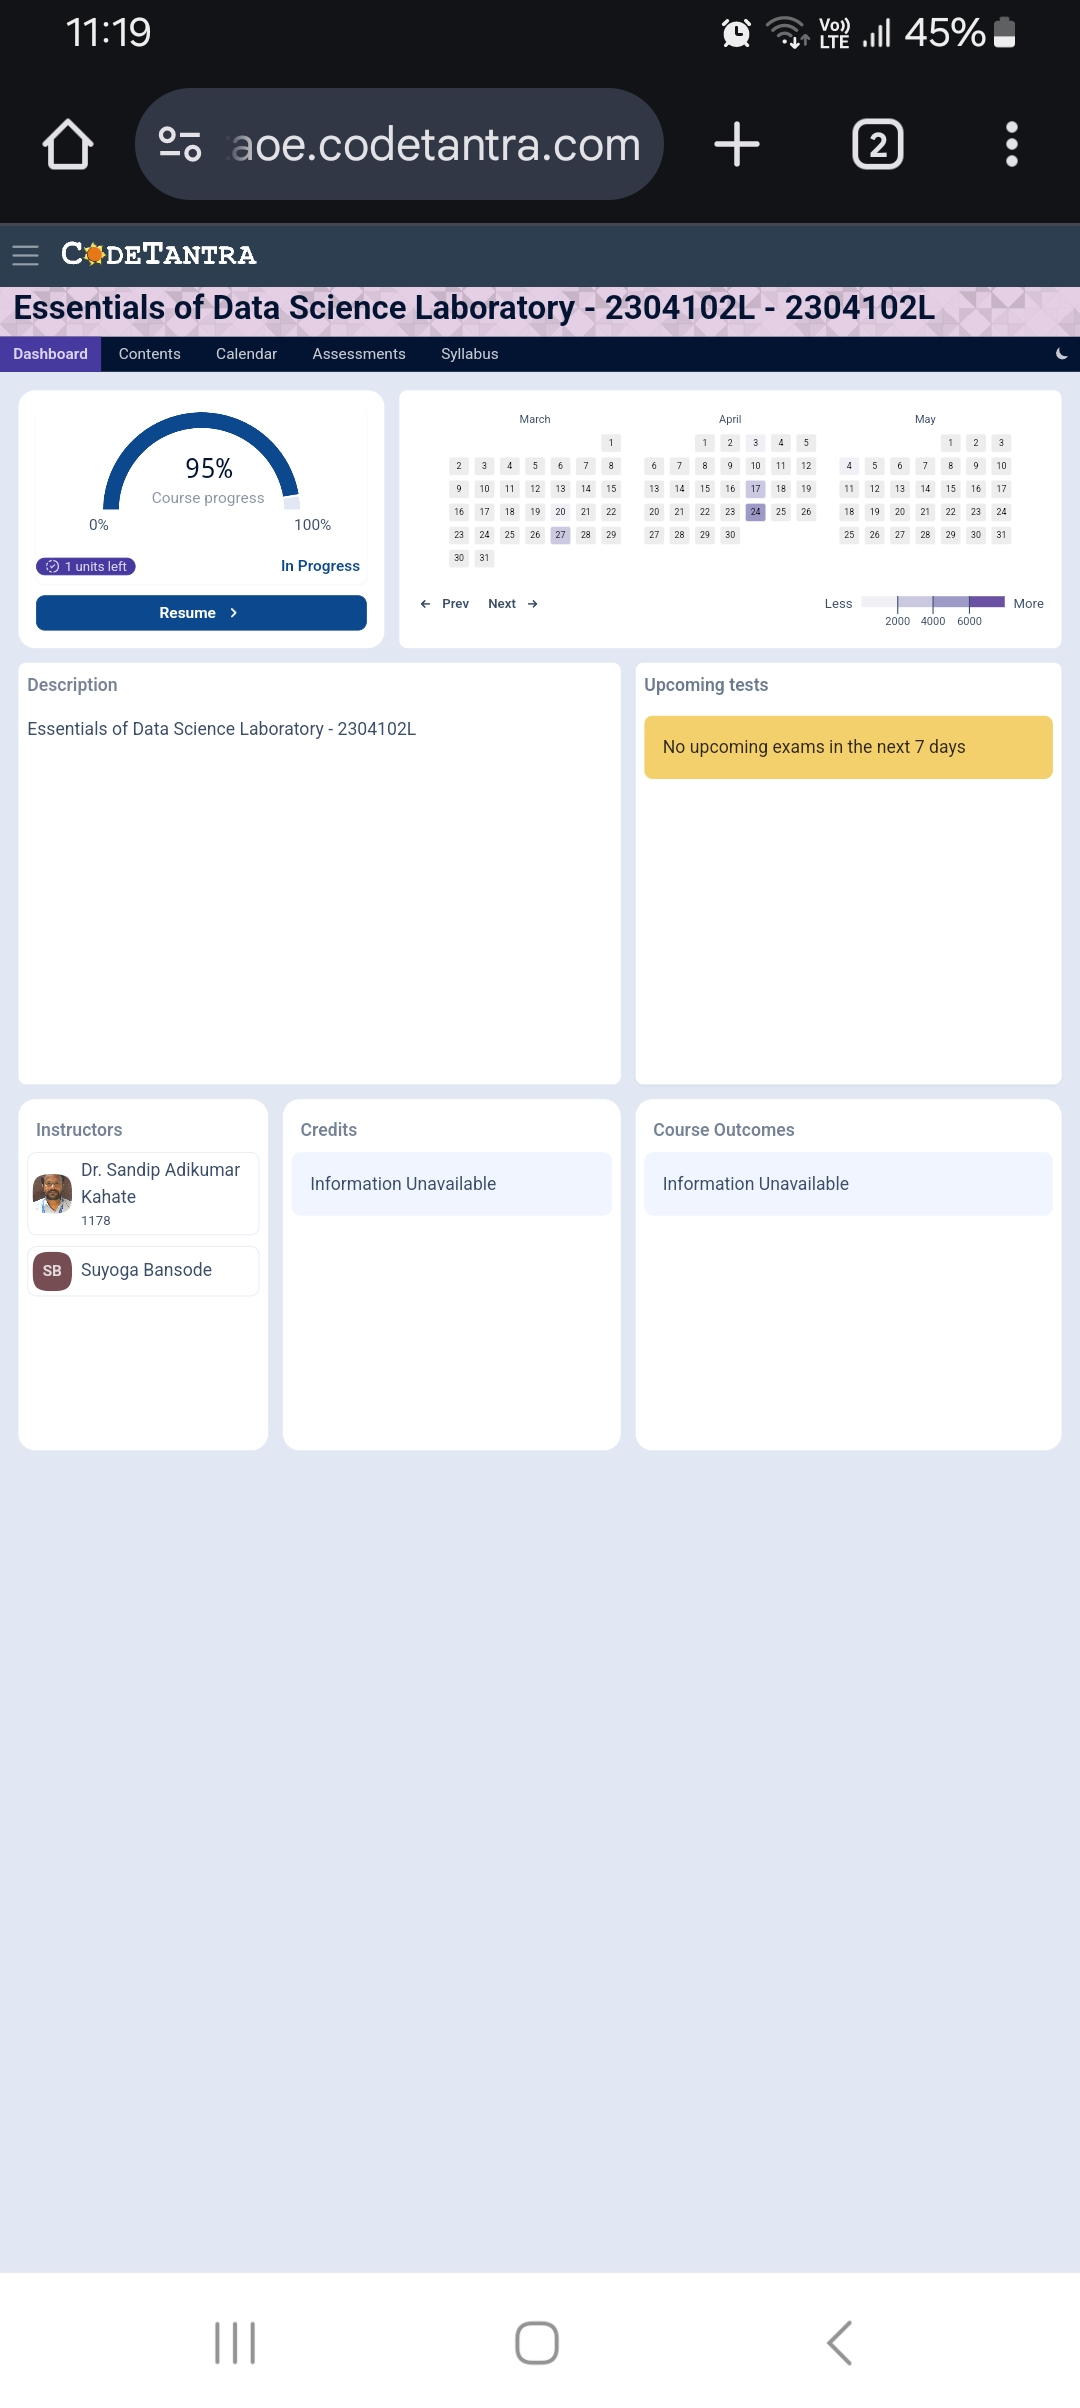 11:19
Vo)) LTE
45%
aoe.codetantra.com
2
CODETANTRA
Essentials of Data Science Laboratory - 2304102L - 2304102L
Dashboard Contents Calendar Assessments Syllabus
95%
Course progress
0% 100%
1 units left In Progress
Resume
March
1
2 3 4 5 6 7 8
9 10 11 12 13 14 15
16 17 18 19 20 21 22
23 24 25 26 27 28 29
30 31
April
1 2 3 4 5
6 7 8 9 10 11 12
13 14 15 16 17 18 19
20 21 22 23 24 25 26
27 28 29 30
May
1 2 3
4 5 6 7 8 9 10
11 12 13 14 15 16 17
18 19 20 21 22 23 24
25 26 27 28 29 30 31
Prev Next
Less More
2000 4000 6000
Description
Essentials of Data Science Laboratory - 2304102L
Upcoming tests
No upcoming exams in the next 7 days
Instructors
Dr. Sandip Adikumar
Kahate
1178
SB Suyoga Bansode
Credits
Information Unavailable
Course Outcomes
Information Unavailable